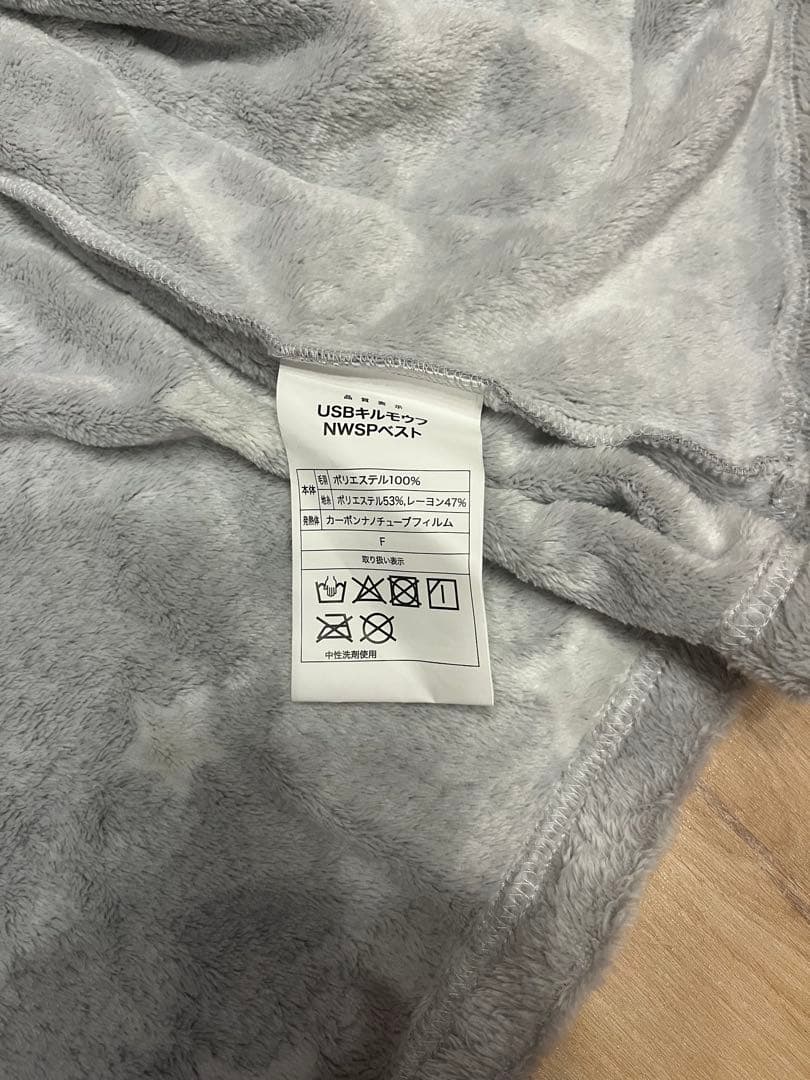 品質表示
USBキルモウフ
NWSPベスト
本体 毛羽 ポリエステル100%
地糸 ポリエステル53%,レーヨン47%
発熱体 カーボンナノチューブフィルム
F
取り扱い表示
中性洗剤使用